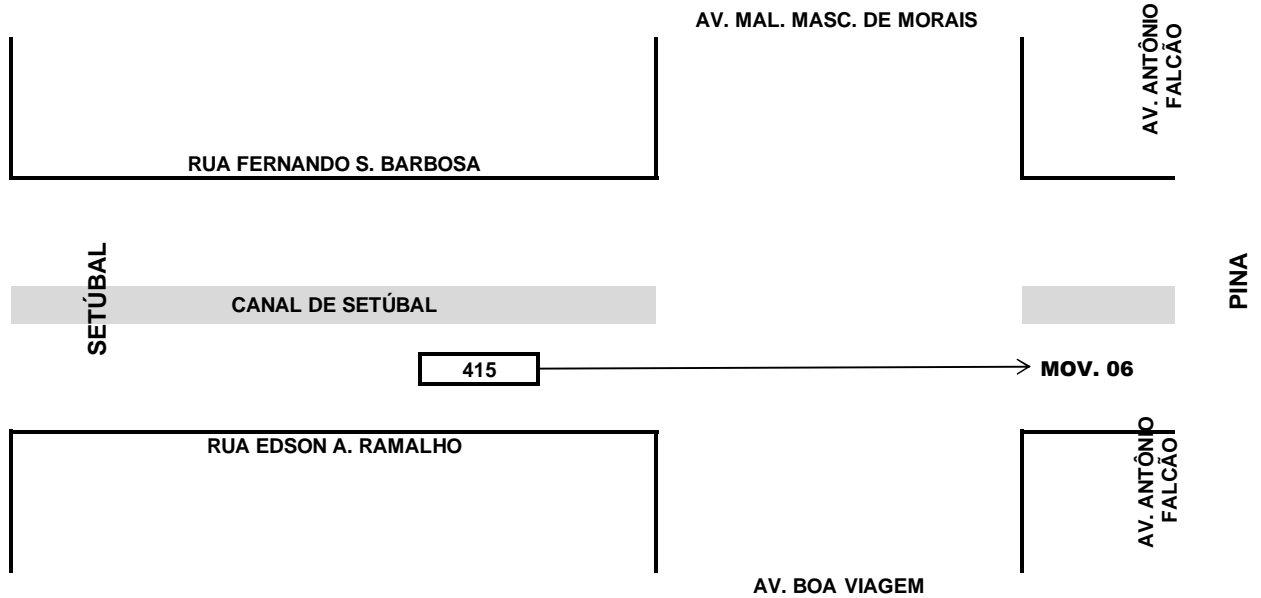 AV. MAL. MASC. DE MORAIS
AV. ANTÔNIO
FALCÃO
RUA FERNANDO S. BARBOSA
SETÚBAL
CANAL DE SETÚBAL
PINA
415
MOV. 06
RUA EDSON A. RAMALHO
AV. ANTÔNIO
FALCÃO
AV. BOA VIAGEM